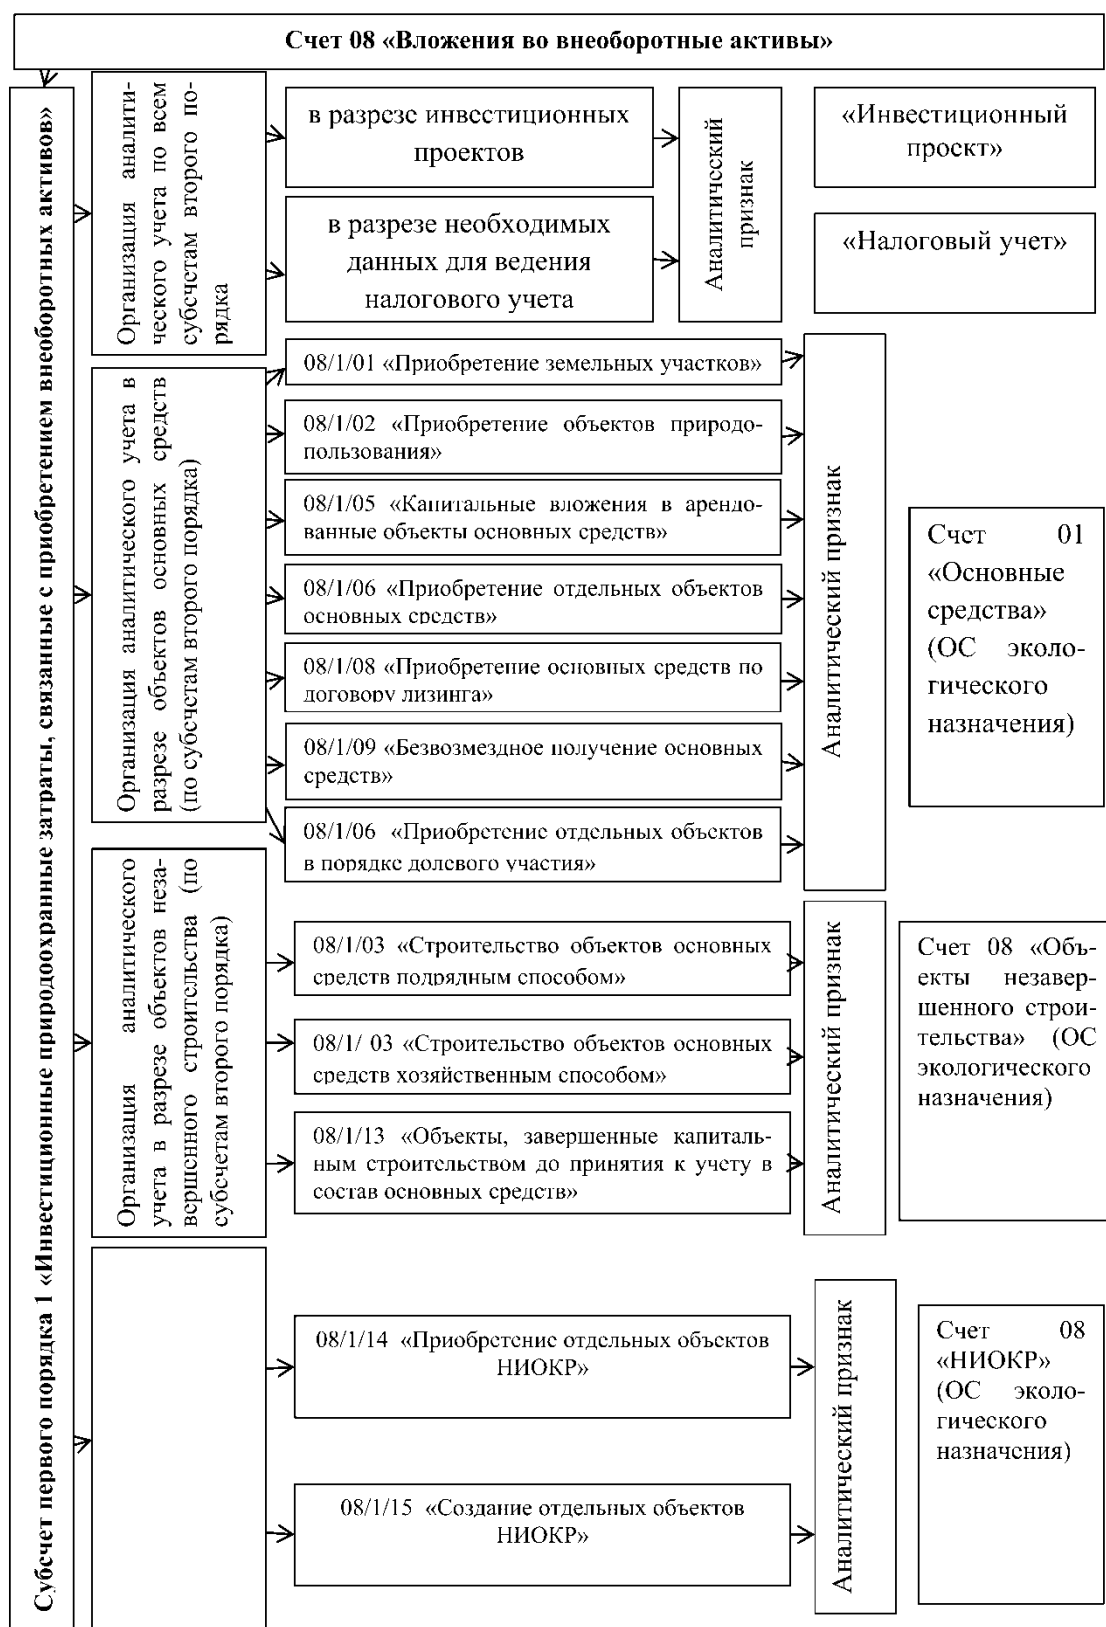 Счет 08 «Вложения во внеоборотные активы»
Субсчет первого порядка 1 «Инвестиционные природоохранные затраты, связанные с приобретением внеоборотных активов»
Организация аналити-
ческого учета по всем
субсчетам второго по-
рядка
в разрезе инвестиционных
проектов
в разрезе необходимых
данных для ведения
налогового учета
Аналитический
признак
«Инвестиционный
проект»
«Налоговый учет»
Организация аналитического учета в
разрезе объектов основных средств
(по субсчетам второго порядка)
08/1/01 «Приобретение земельных участков»
08/1/02 «Приобретение объектов природо-
пользования»
08/1/05 «Капитальные вложения в арендо-
ванные объекты основных средств»
08/1/06 «Приобретение отдельных объектов
основных средств»
08/1/08 «Приобретение основных средств по
договору лизинга»
08/1/09 «Безвозмездное получение основных
средств»
08/1/06 «Приобретение отдельных объектов
в порядке долевого участия»
Аналитический признак
Счет 01
«Основные
средства»
(ОС эколо-
гического
назначения)
Организация аналитического
учета в разрезе объектов неза-
вершенного строительства (по
субсчетам второго порядка)
08/1/03 «Строительство объектов основных
средств подрядным способом»
08/1/ 03 «Строительство объектов основных
средств хозяйственным способом»
08/1/13 «Объекты, завершенные капиталь-
ным строительством до принятия к учету в
состав основных средств»
Аналитический признак
Счет 08 «Объ-
екты незавер-
шенного строи-
тельства» (ОС
экологического
назначения)
08/1/14 «Приобретение отдельных объектов
НИОКР»
08/1/15 «Создание отдельных объектов
НИОКР»
Аналитический признак
Счет 08
«НИОКР»
(ОС эколо-
гического
назначения)